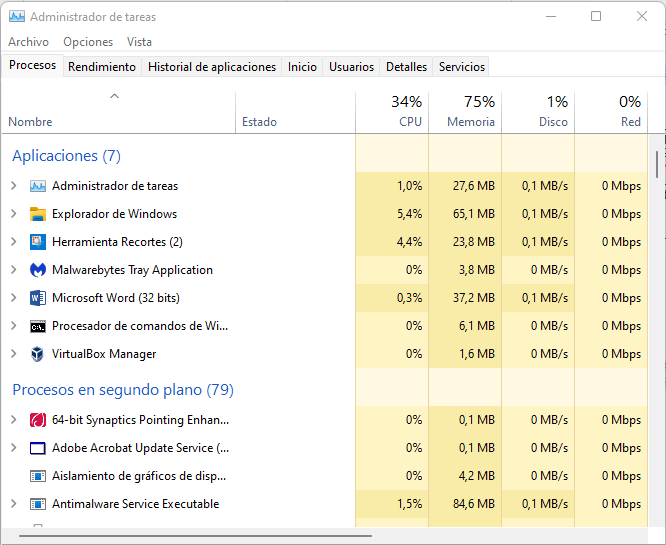 Administrador de tareas
Archivo Opciones Vista
Procesos Rendimiento Historial de aplicaciones Inicio Usuarios Detalles Servicios
34% 75% 1% 0%
Nombre Estado CPU Memoria Disco Red
Aplicaciones (7)
Administrador de tareas 1,0% 27,6 MB 0,1 MB/s 0 Mbps
Explorador de Windows 5,4% 65,1 MB 0,1 MB/s 0 Mbps
Herramienta Recortes (2) 4,4% 23,8 MB 0,1 MB/s 0 Mbps
Malwarebytes Tray Application 0% 3,8 MB 0 MB/s 0 Mbps
Microsoft Word (32 bits) 0,3% 37,2 MB 0,1 MB/s 0 Mbps
Procesador de comandos de Wi... 0% 6,1 MB 0 MB/s 0 Mbps
VirtualBox Manager 0% 1,6 MB 0 MB/s 0 Mbps
Procesos en segundo plano (79)
64-bit Synaptics Pointing Enhan... 0% 0,1 MB 0 MB/s 0 Mbps
Adobe Acrobat Update Service (... 0% 0,1 MB 0 MB/s 0 Mbps
Aislamiento de gráficos de disp... 0% 4,2 MB 0 MB/s 0 Mbps
Antimalware Service Executable 1,5% 84,6 MB 0,1 MB/s 0 Mbps